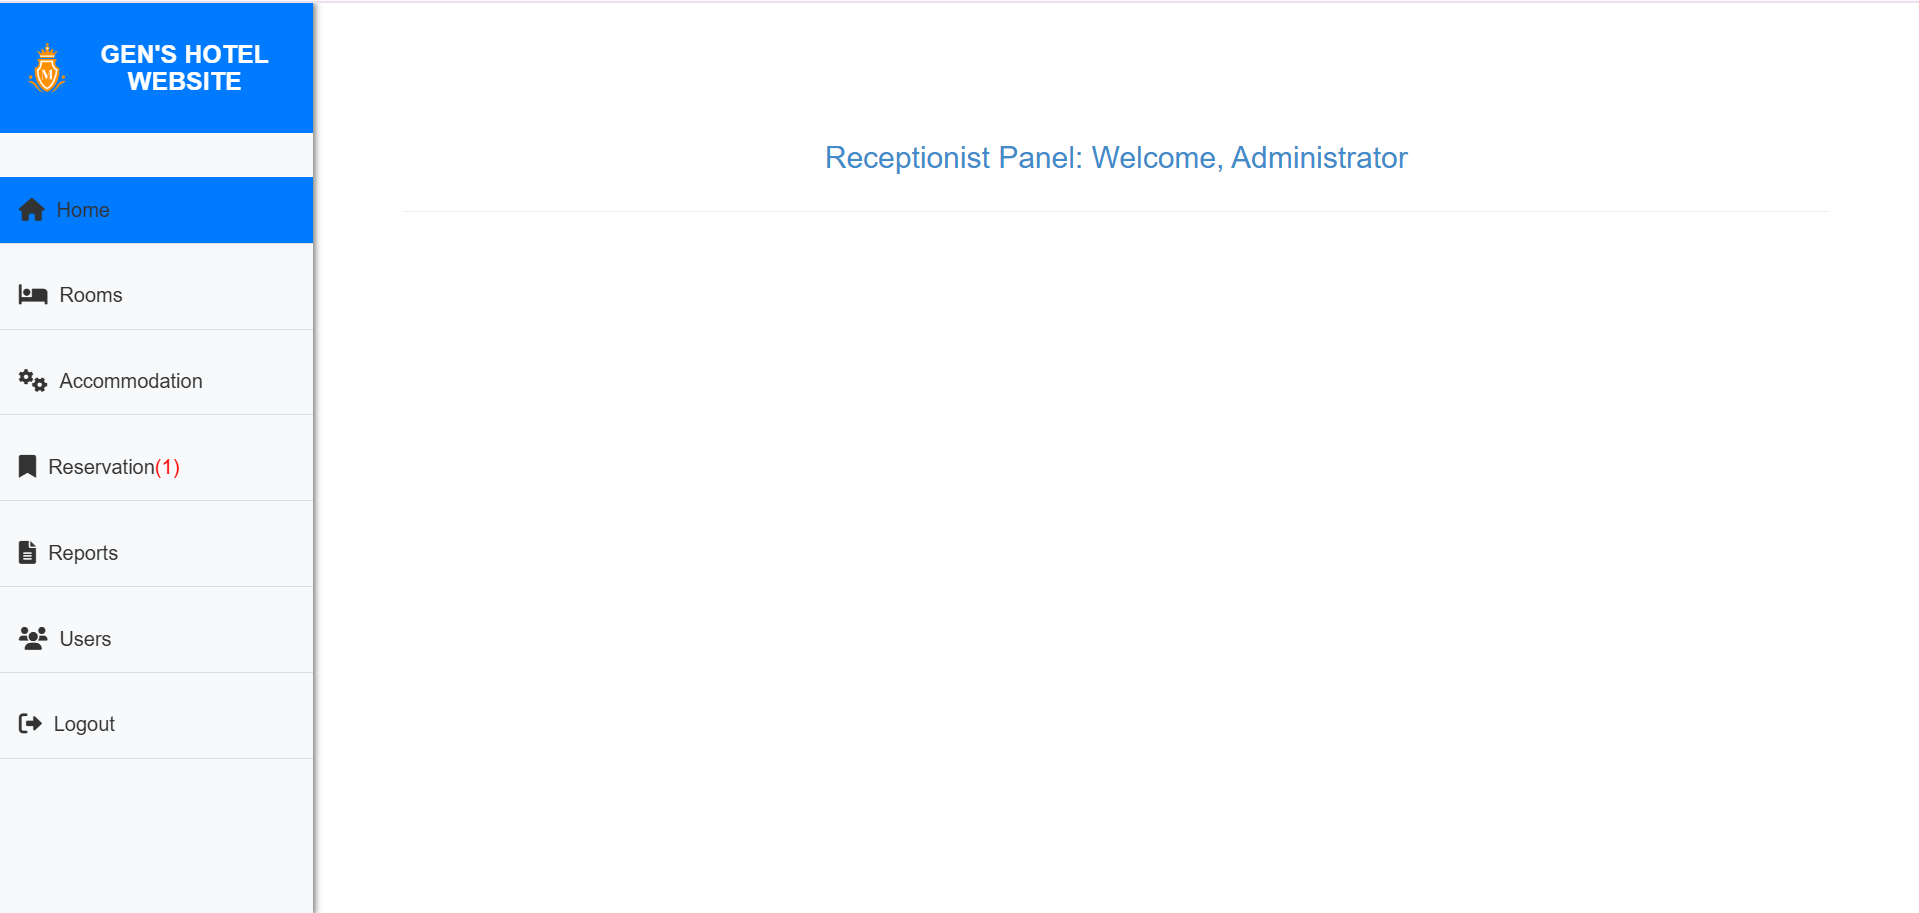 GEN'S HOTEL
WEBSITE
M
Receptionist Panel: Welcome, Administrator
Home
Rooms
Accommodation
Reservation(1)
Reports
Users
Logout